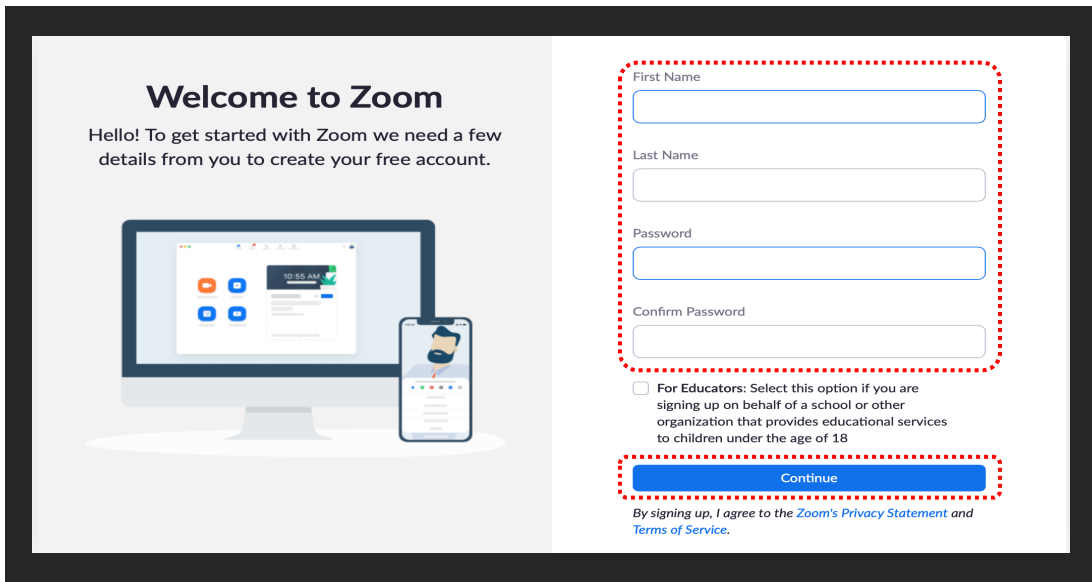 Welcome to Zoom
Hello! To get started with Zoom we need a few
details from you to create your free account.
10:55 AM
First Name
Last Name
Password
Confirm Password
For Educators: Select this option if you are
signing up on behalf of a school or other
organization that provides educational services
to children under the age of 18
Continue
By signing up, I agree to the Zoom's Privacy Statement and
Terms of Service.